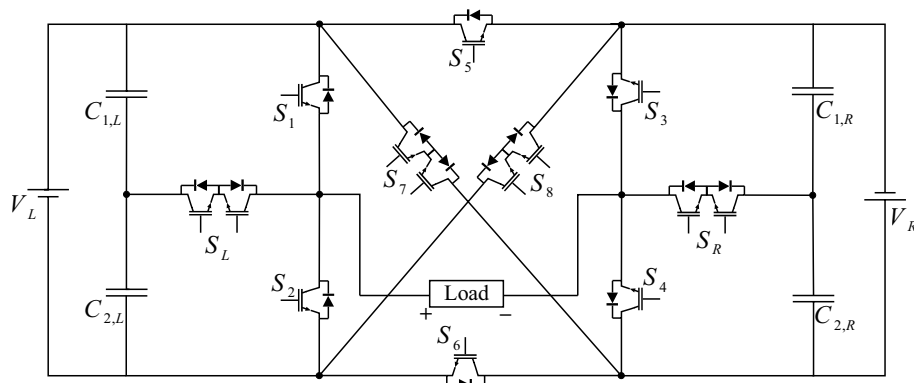 S5
C1,L
S1
S3
C1,R
S7
S8
VL
SL
SR
VR
S2
Load
S4
C2,L
+
−
C2,R
S6